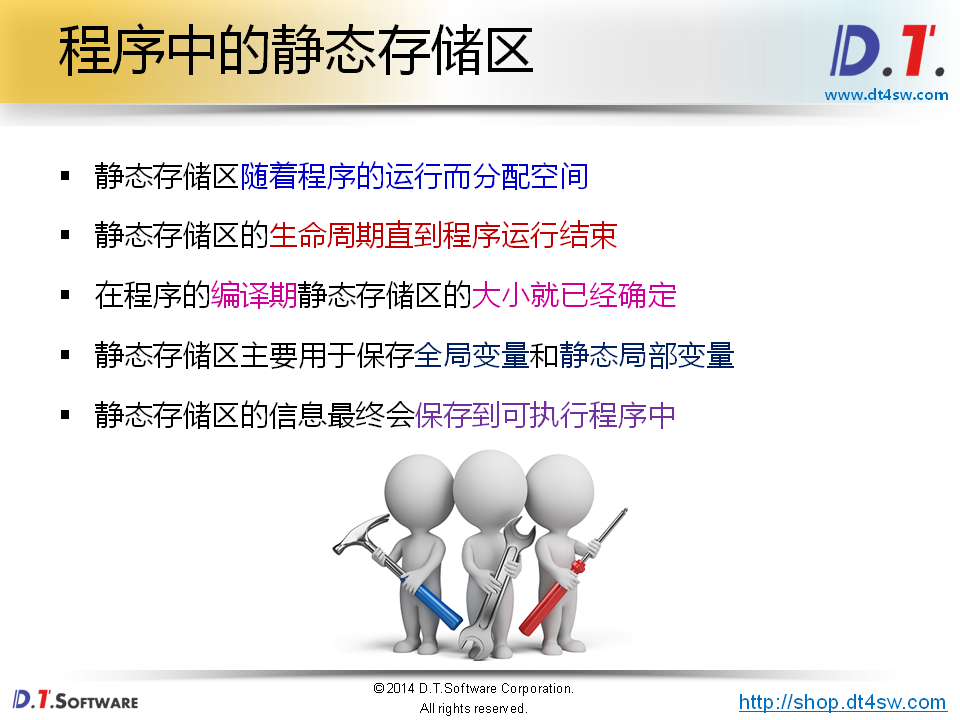 程序中的静态存储区
D.T.
www.dt4sw.com
▪ 静态存储区随着程序的运行而分配空间
▪ 静态存储区的生命周期直到程序运行结束
▪ 在程序的编译期静态存储区的大小就已经确定
▪ 静态存储区主要用于保存全局变量和静态局部变量
▪ 静态存储区的信息最终会保存到可执行程序中
D.T.SOFTWARE
©2014 D.T.Software Corporation.
All rights reserved.
http://shop.dt4sw.com